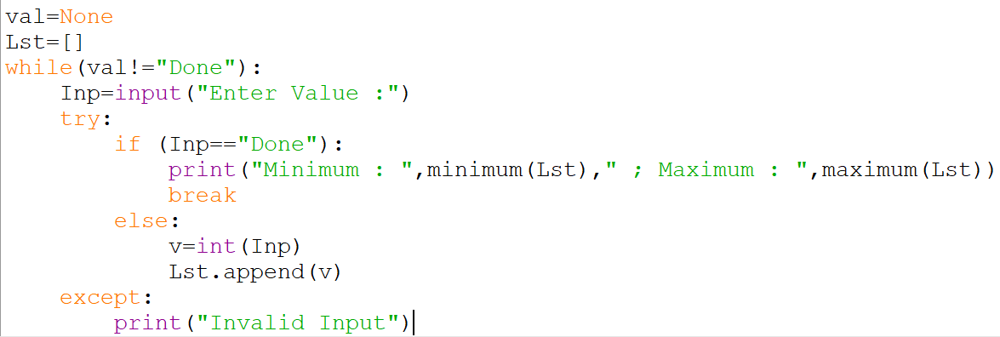 val=None
Lst=[]
while(val!="Done"):
    Inp=input("Enter Value :")
    try:
        if (Inp=="Done"):
            print("Minimum : ",minimum(Lst)," ; Maximum : ",maximum(Lst))
            break
        else:
            v=int(Inp)
            Lst.append(v)
    except:
        print("Invalid Input")